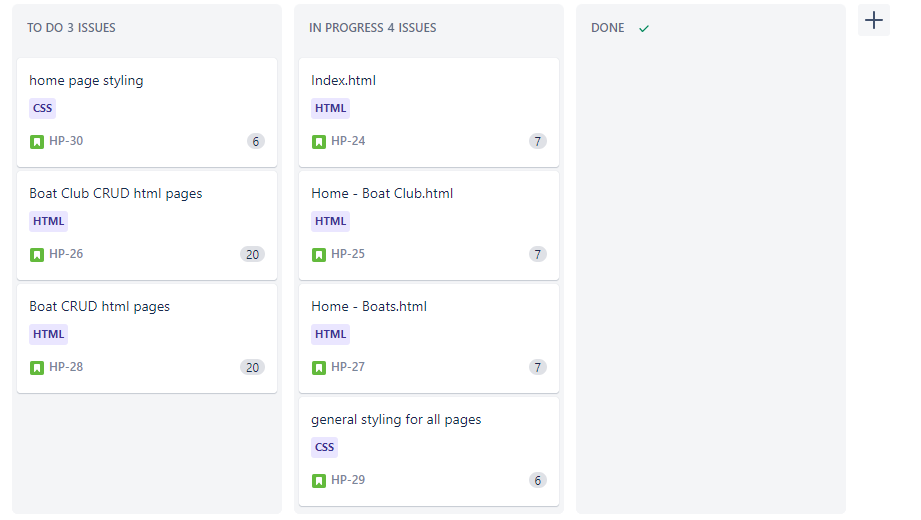 TO DO 3 ISSUES
home page styling
CSS
HP-30
6
Boat Club CRUD html pages
HTML
HP-26
20
Boat CRUD html pages
HTML
HP-28
20
IN PROGRESS 4 ISSUES
Index.html
HTML
HP-24
7
Home - Boat Club.html
HTML
HP-25
7
Home - Boats.html
HTML
HP-27
7
general styling for all pages
CSS
HP-29
6
DONE